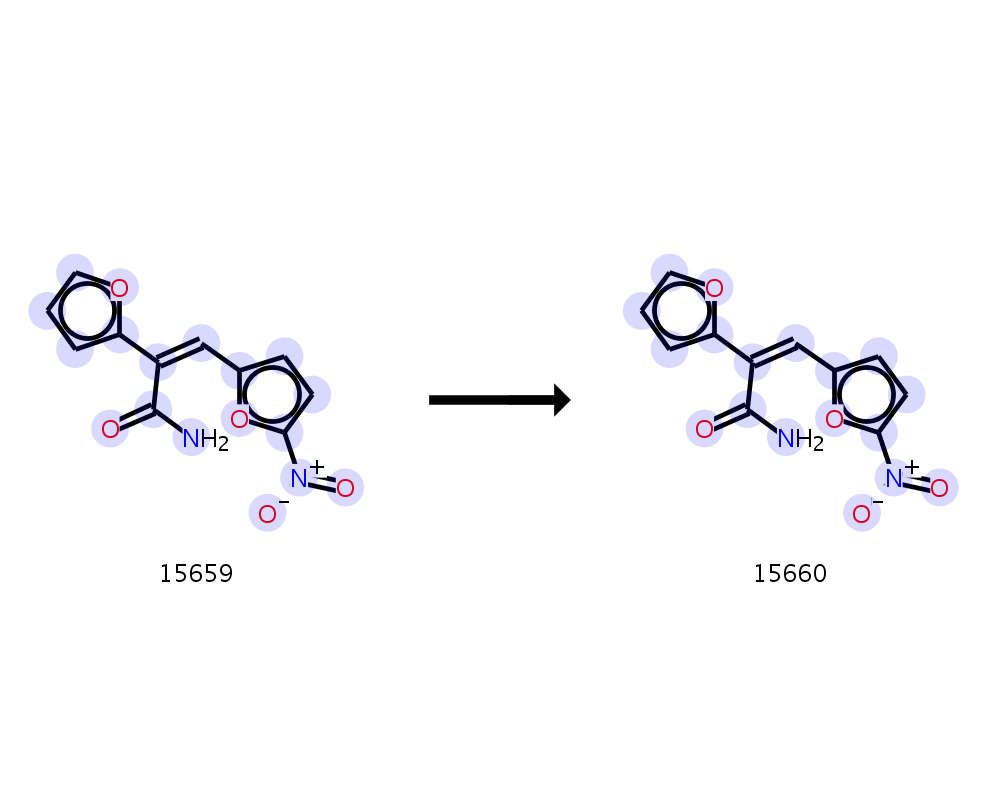 O O
O NH2 O O NH2 O
N+ O N+ O
O- O-
15659 15660